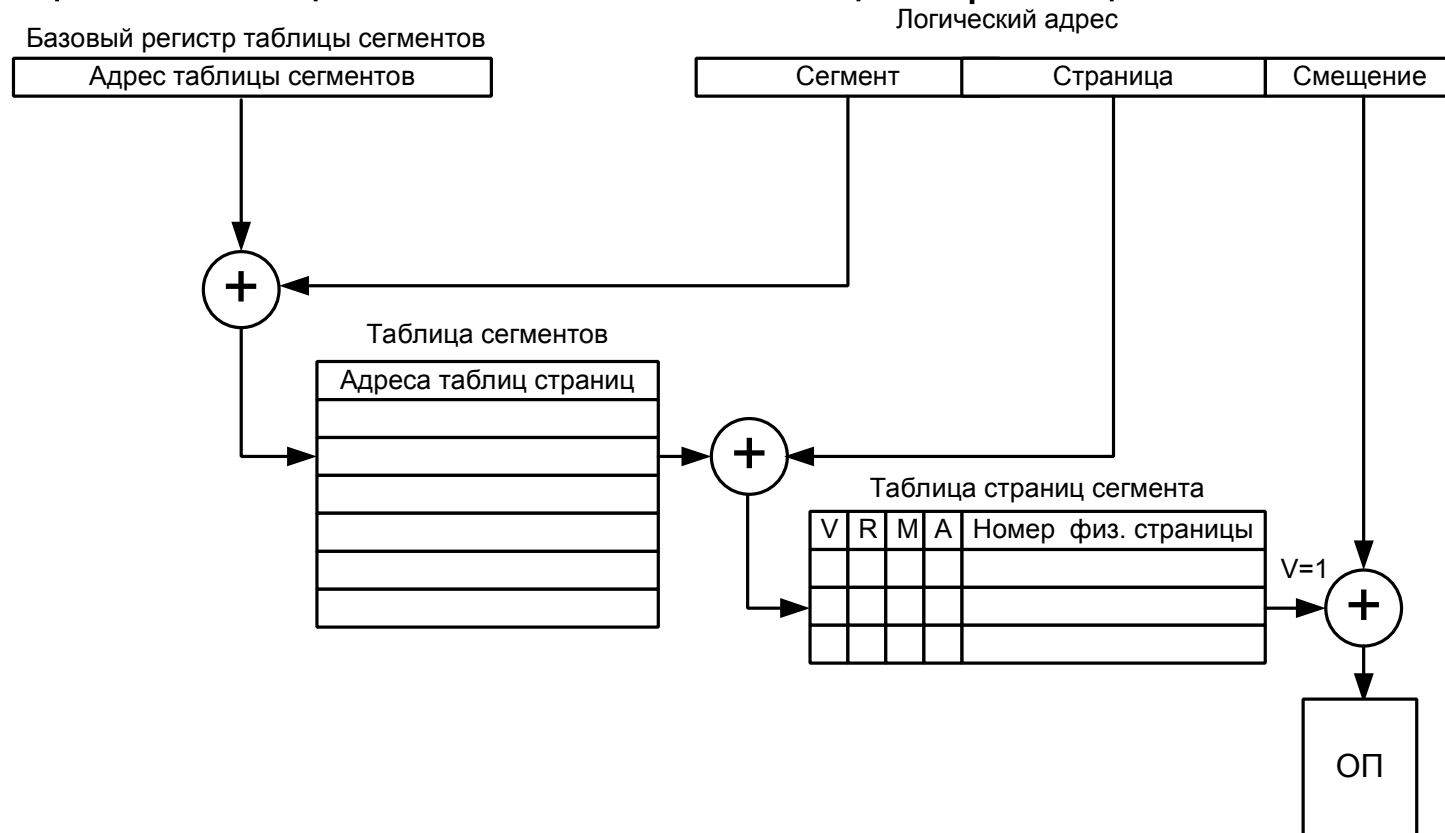 Логический адрес
Базовый регистр таблицы сегментов
Адрес таблицы сегментов
Сегмент Страница Смещение
+
Таблица сегментов
Адреса таблиц страниц
+
Таблица страниц сегмента
V R M A Номер физ. страницы
V=1
+
ОП